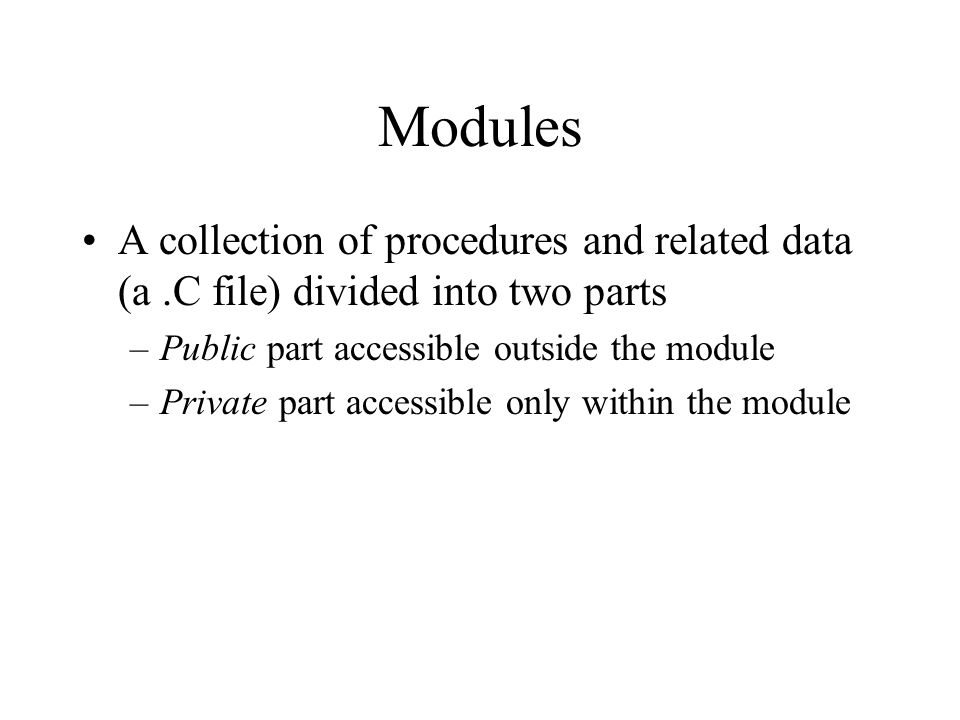 Modules
• A collection of procedures and related data
(a .C file) divided into two parts
– Public part accessible outside the module
– Private part accessible only within the module